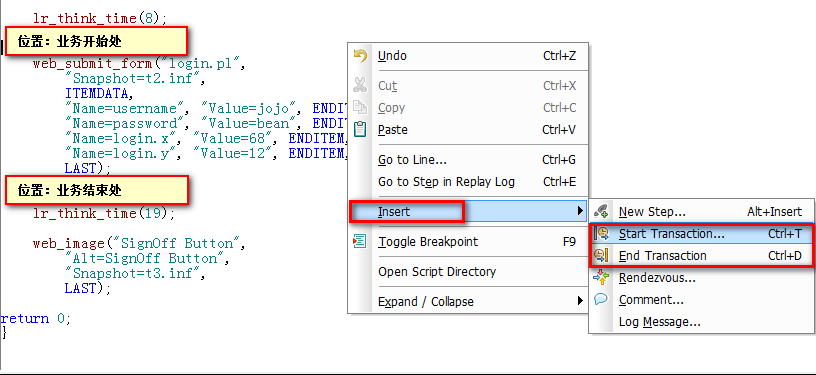 lr_think_time(8);
位置：业务开始处
web_submit_form("login.pl",
"Snapshot=t2.inf",
ITEMDATA,
"Name=username", "Value=jojo", ENDIT
"Name=password", "Value=bean", ENDIT
"Name=login.x", "Value=68", ENDITEM,
"Name=login.y", "Value=12", ENDITEM,
LAST);
位置：业务结束处
lr_think_time(19);
web_image("SignOff Button",
"Alt=SignOff Button",
"Snapshot=t3.inf",
LAST);
return 0;
}
Undo Ctrl+Z
Cut Ctrl+X
Copy Ctrl+C
Paste Ctrl+V
Go to Line... Ctrl+G
Go to Step in Replay Log Ctrl+E
Insert
Toggle Breakpoint F9
Open Script Directory
Expand / Collapse
New Step... Alt+Insert
Start Transaction... Ctrl+T
End Transaction Ctrl+D
Rendezvous...
Comment...
Log Message...